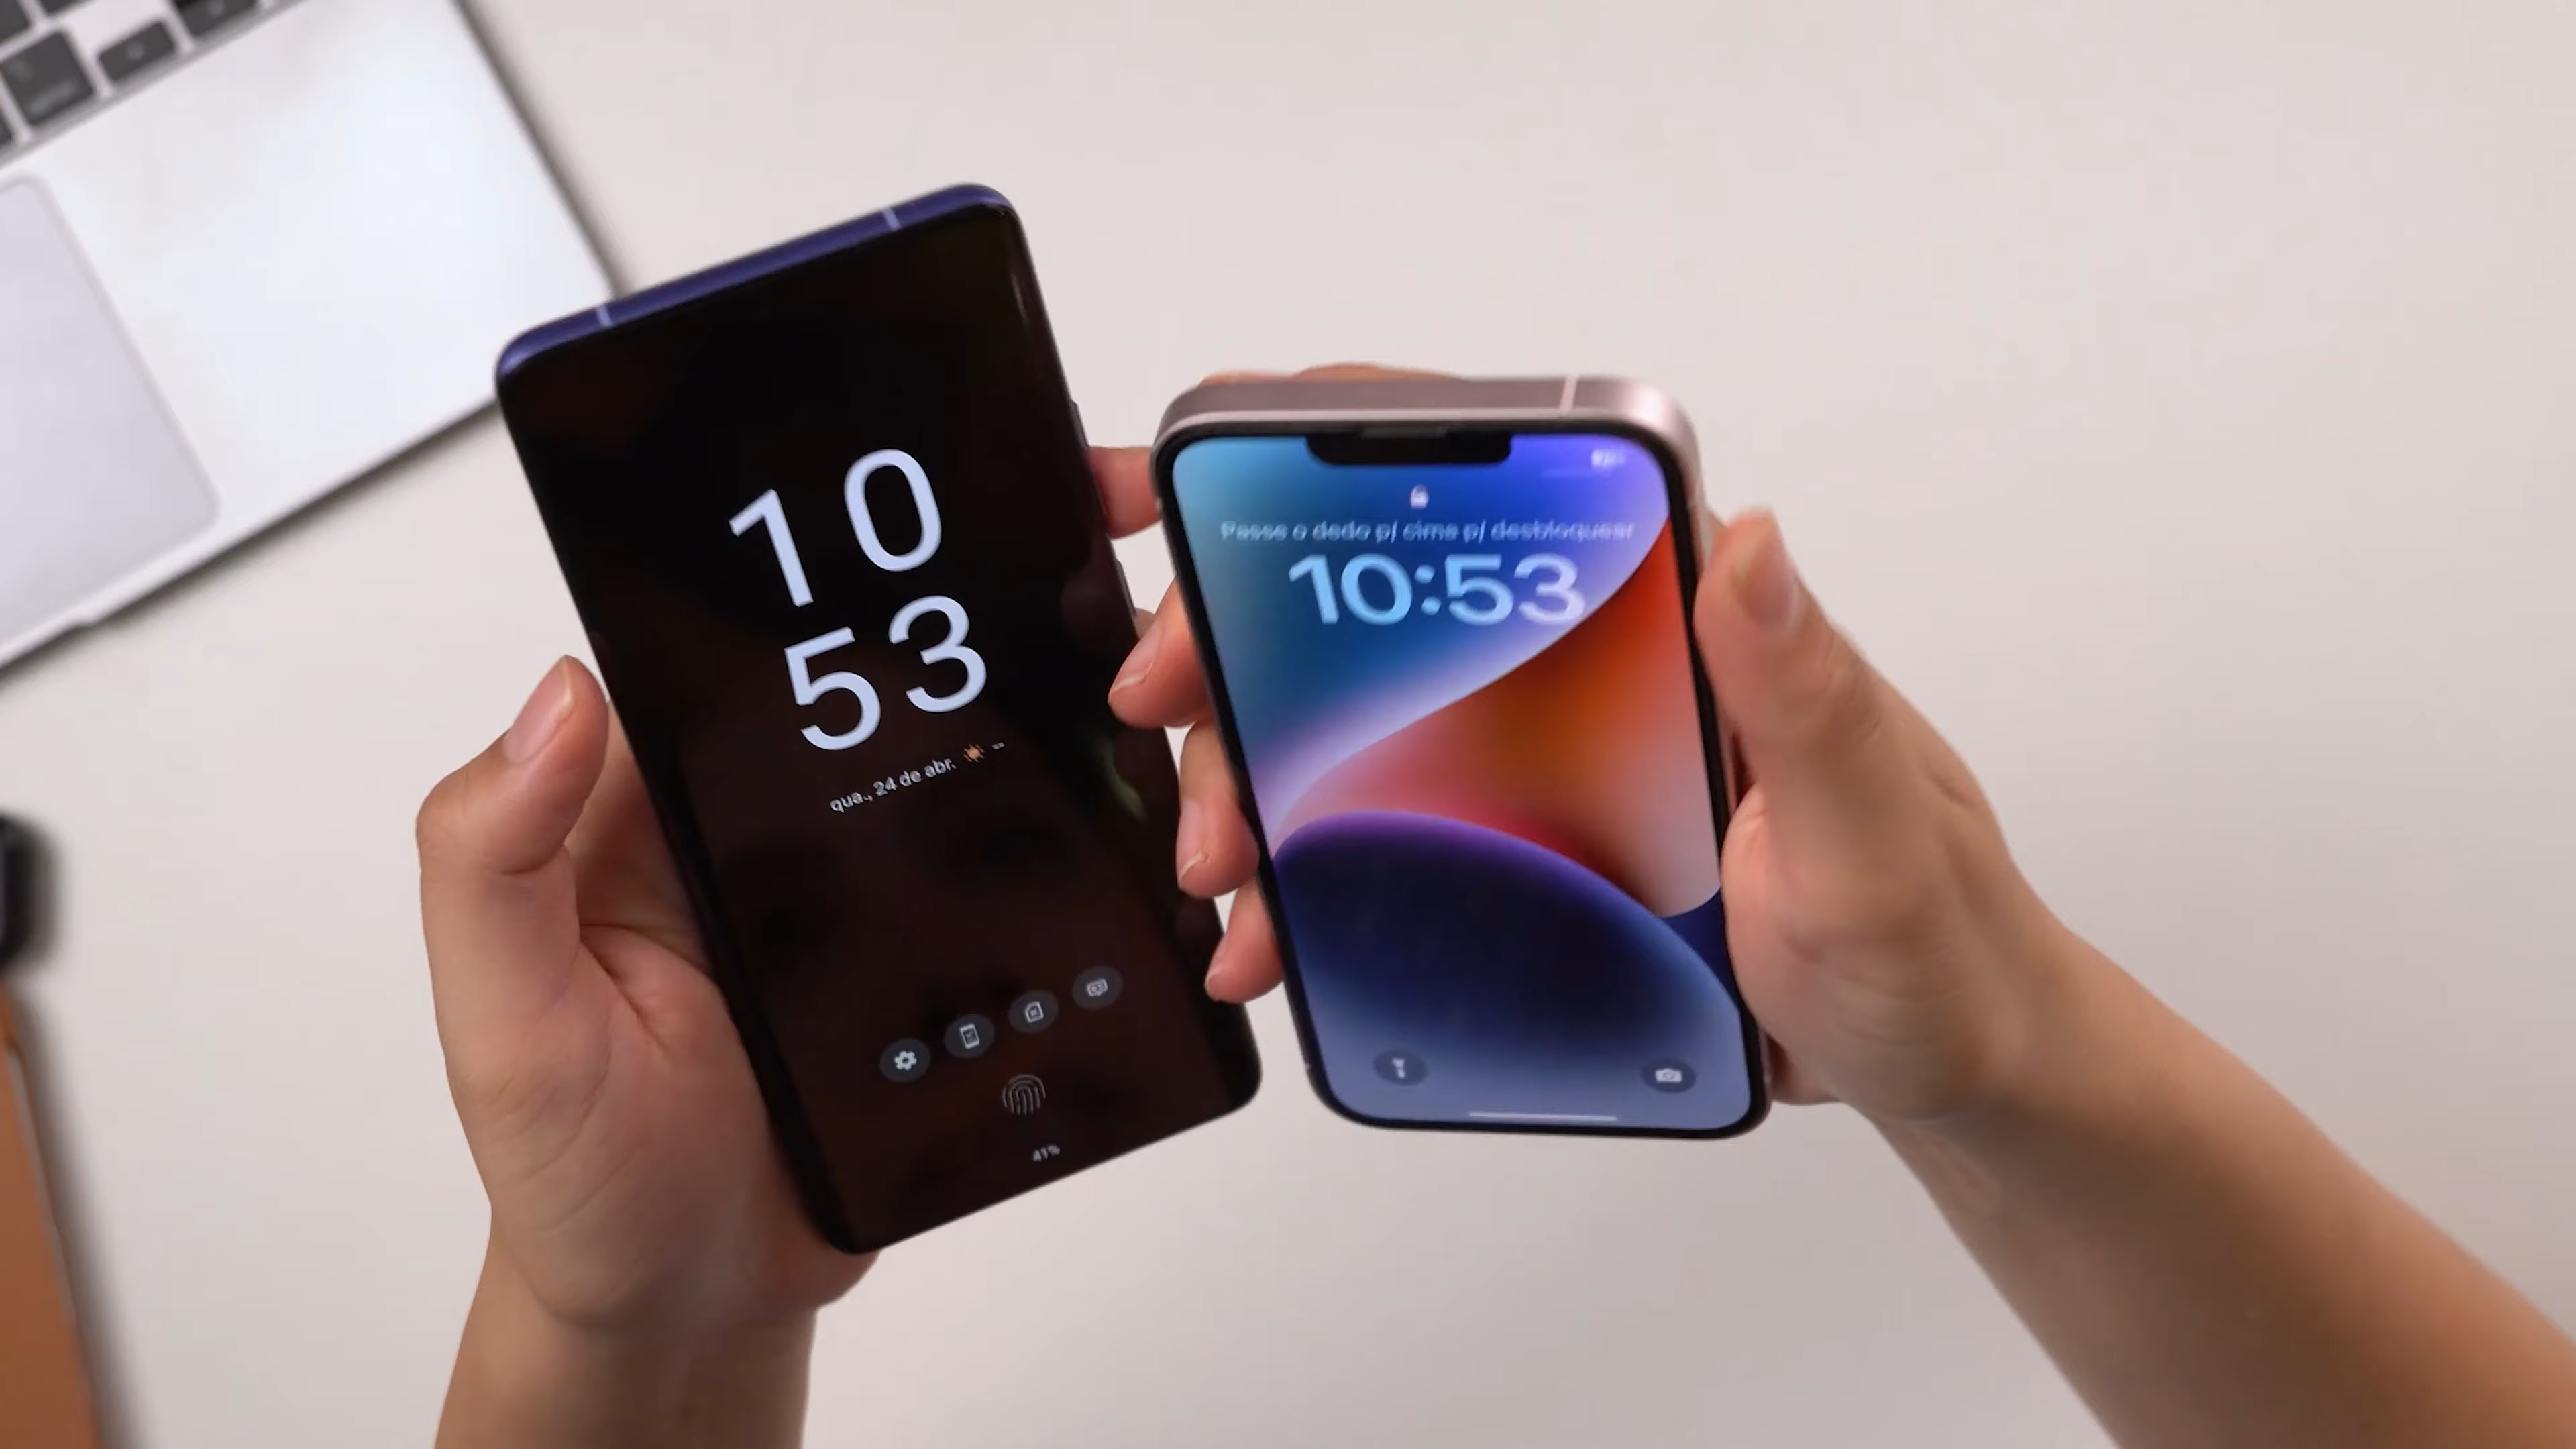 10
53
qua., 24 de abr. --
41%
Passe o dedo p/ cima p/ desbloquear
10:53